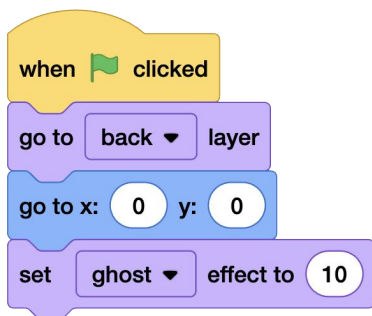 when clicked
go to back layer
go to x: 0 y: 0
set ghost effect to 10